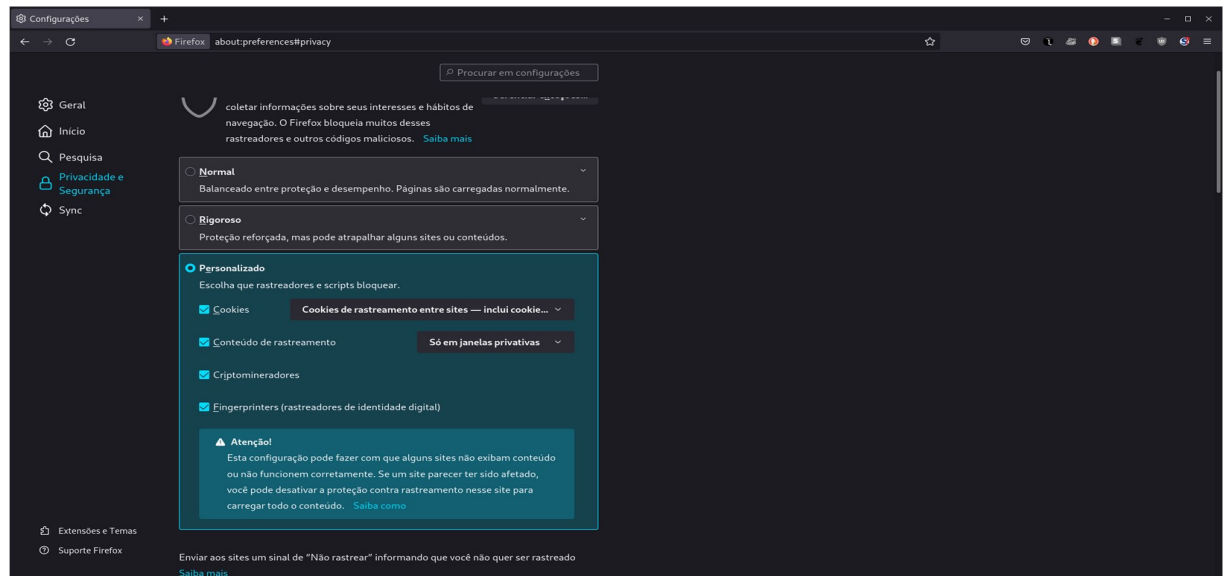 Configurações
Firefox about:preferences#privacy
Procurar em configurações
Geral
Início
Pesquisa
Privacidade e
Segurança
Sync
Extensões e Temas
Suporte Firefox
coletar informações sobre seus interesses e hábitos de
navegação. O Firefox bloqueia muitos desses
rastreadores e outros códigos maliciosos. Saiba mais
Normal
Balanceado entre proteção e desempenho. Páginas são carregadas normalmente.
Rigoroso
Proteção reforçada, mas pode atrapalhar alguns sites ou conteúdos.
Personalizado
Escolha que rastreadores e scripts bloquear.
Cookies Cookies de rastreamento entre sites — inclui cookie...
Conteúdo de rastreamento Só em janelas privativas
Criptomineradores
Fingerprinters (rastreadores de identidade digital)
Atenção!
Esta configuração pode fazer com que alguns sites não exibam conteúdo
ou não funcionem corretamente. Se um site parecer ter sido afetado,
você pode desativar a proteção contra rastreamento nesse site para
carregar todo o conteúdo. Saiba como
Enviar aos sites um sinal de “Não rastrear” informando que você não quer ser rastreado
Saiba mais